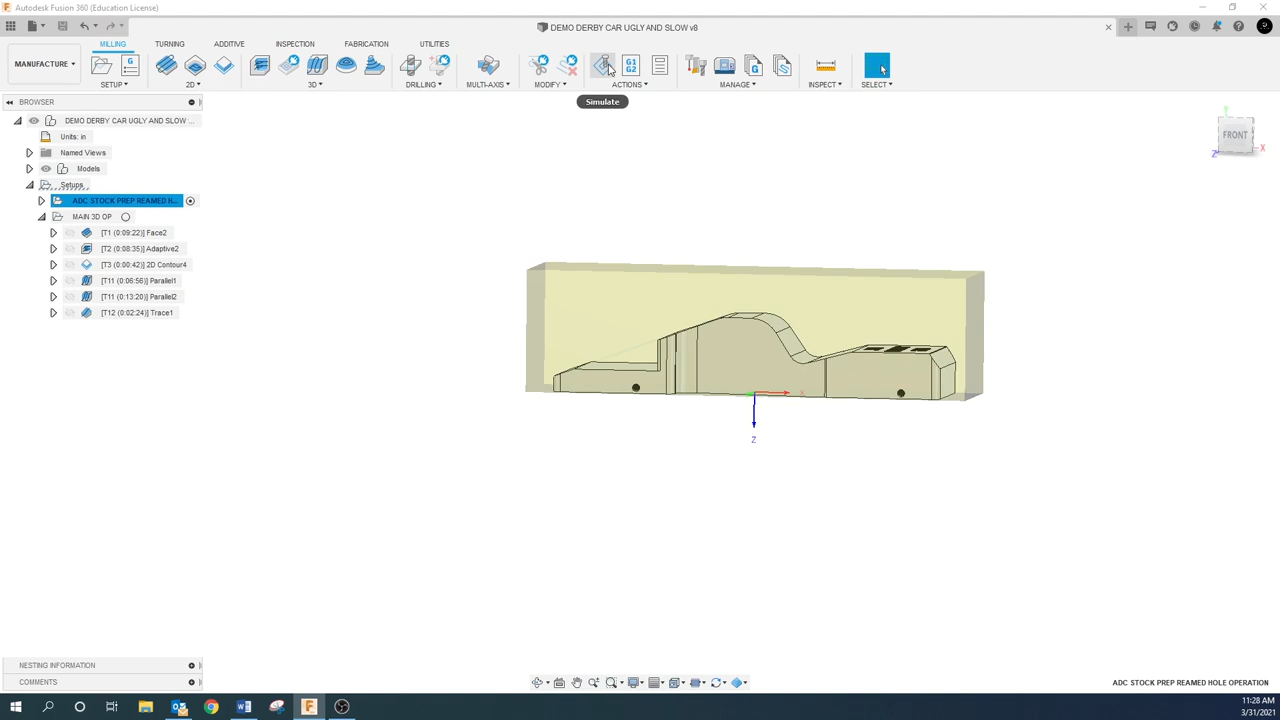 Autodesk Fusion 360 (Education License)
DEMO DERBY CAR UGLY AND SLOW v8
MILLING TURNING ADDITIVE INSPECTION FABRICATION UTILITIES
MANUFACTURE
G1
G2
SETUP 2D 3D DRILLING MULTI-AXIS MODIFY ACTIONS MANAGE INSPECT SELECT
Simulate
BROWSER
DEMO DERBY CAR UGLY AND SLOW ...
Units: in
Named Views
Models
Setups
ADC STOCK PREP REAMED H...
MAIN 3D OP
[T1 (0:09:22)] Face2
[T2 (0:08:35)] Adaptive2
[T3 (0:00:42)] 2D Contour4
[T11 (0:06:56)] Parallel1
[T11 (0:13:20)] Parallel2
[T12 (0:02:24)] Trace1
Y
FRONT
X
Z
X
Z
NESTING INFORMATION
COMMENTS
ADC STOCK PREP REAMED HOLE OPERATION
11:28 AM
3/31/2021